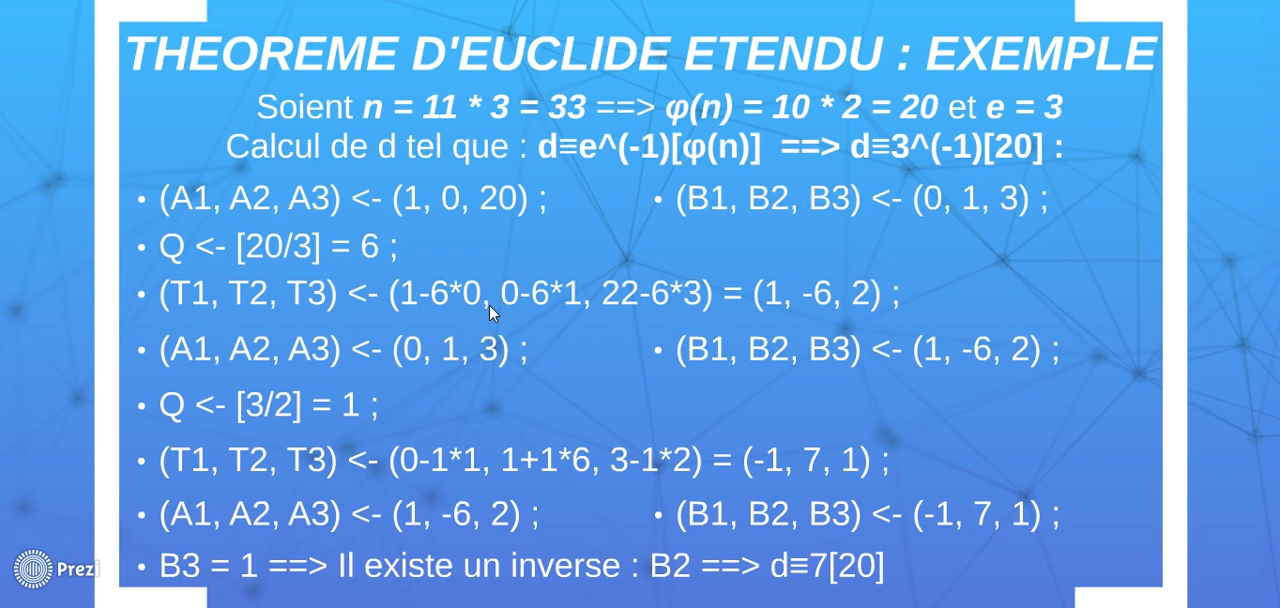 THEOREME D'EUCLIDE ETENDU : EXEMPLE
Soient n = 11 * 3 = 33 ==> φ(n) = 10 * 2 = 20 et e = 3
Calcul de d tel que : d≡e^(-1)[φ(n)] ==> d≡3^(-1)[20] :
• (A1, A2, A3) <- (1, 0, 20) ; • (B1, B2, B3) <- (0, 1, 3) ;
• Q <- [20/3] = 6 ;
• (T1, T2, T3) <- (1-6*0, 0-6*1, 22-6*3) = (1, -6, 2) ;
• (A1, A2, A3) <- (0, 1, 3) ; • (B1, B2, B3) <- (1, -6, 2) ;
• Q <- [3/2] = 1 ;
• (T1, T2, T3) <- (0-1*1, 1+1*6, 3-1*2) = (-1, 7, 1) ;
• (A1, A2, A3) <- (1, -6, 2) ; • (B1, B2, B3) <- (-1, 7, 1) ;
• B3 = 1 ==> Il existe un inverse : B2 ==> d≡7[20]
Prezi